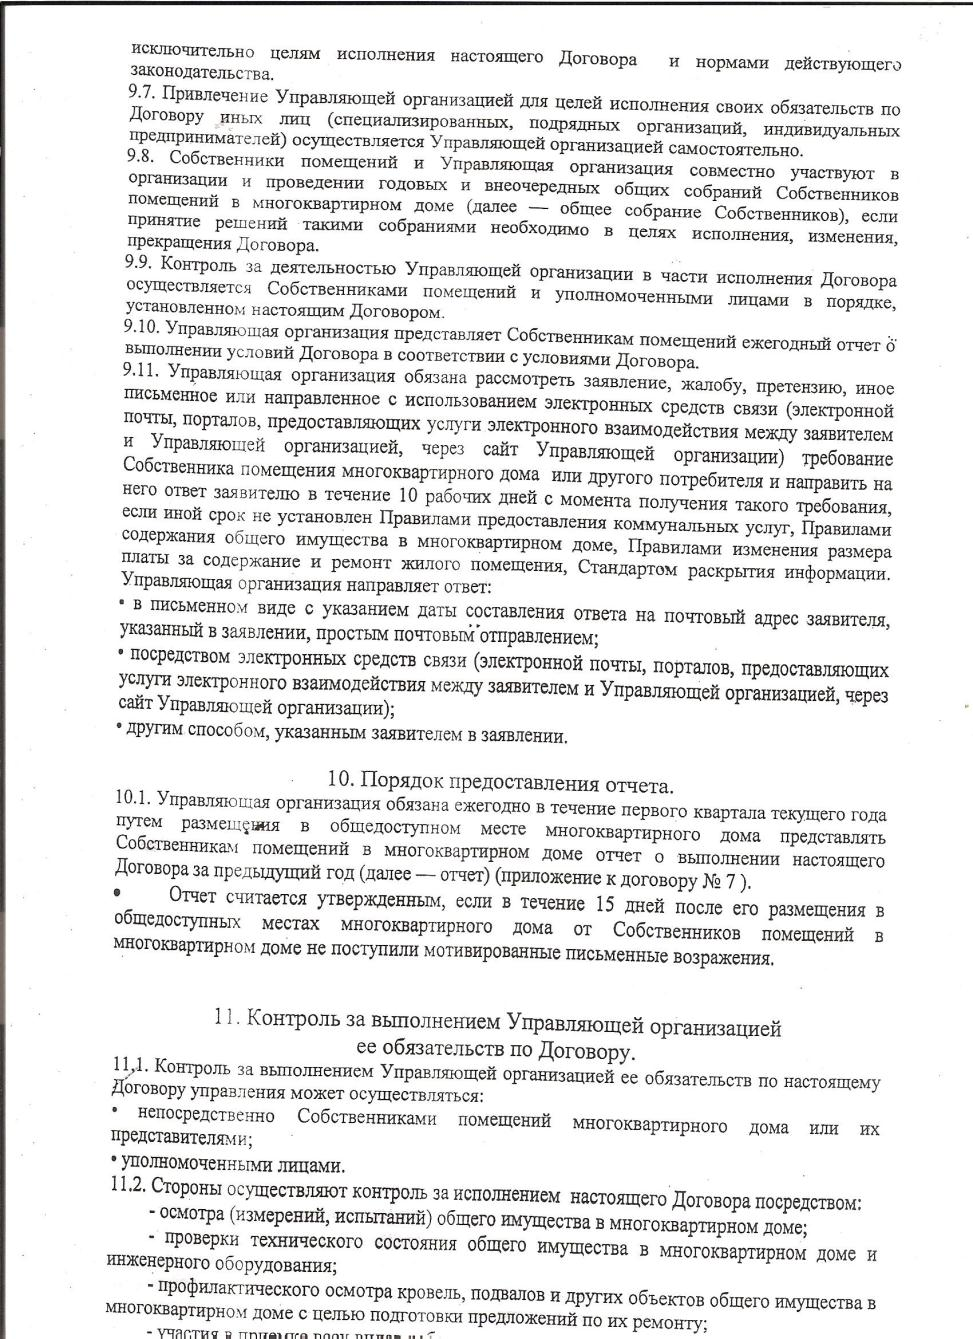 исключительно целям исполнения настоящего Договора и нормами действующего
законодательства.
9.7. Привлечение Управляющей организацией для целей исполнения своих обязательств по
Договору иных лиц (специализированных, подрядных организаций, индивидуальных
предпринимателей) осуществляется Управляющей организацией самостоятельно.
9.8. Собственники помещений и Управляющая организация совместно участвуют в
организации и проведении годовых и внеочередных общих собраний Собственников
помещений в многоквартирном доме (далее — общее собрание Собственников), если
принятие решений такими собраниями необходимо в целях исполнения, изменения,
прекращения Договора.
9.9. Контроль за деятельностью Управляющей организации в части исполнения Договора
осуществляется Собственниками помещений и уполномоченными лицами в порядке,
установленном настоящим Договором.
9.10. Управляющая организация представляет Собственникам помещений ежегодный отчет о
выполнении условий Договора в соответствии с условиями Договора.
9.11. Управляющая организация обязана рассмотреть заявление, жалобу, претензию, иное
письменное или направленное с использованием электронных средств связи (электронной
почты, порталов, предоставляющих услуги электронного взаимодействия между заявителем
и Управляющей организацией, через сайт Управляющей организации) требование
Собственника помещения многоквартирного дома или другого потребителя и направить на
него ответ заявителю в течение 10 рабочих дней с момента получения такого требования,
если иной срок не установлен Правилами предоставления коммунальных услуг, Правилами
содержания общего имущества в многоквартирном доме, Правилами изменения размера
платы за содержание и ремонт жилого помещения, Стандартом раскрытия информации.
Управляющая организация направляет ответ:
• в письменном виде с указанием даты составления ответа на почтовый адрес заявителя,
указанный в заявлении, простым почтовым отправлением;
• посредством электронных средств связи (электронной почты, порталов, предоставляющих
услуги электронного взаимодействия между заявителем и Управляющей организацией, через
сайт Управляющей организации);
• другим способом, указанным заявителем в заявлении.
10. Порядок предоставления отчета.
10.1. Управляющая организация обязана ежегодно в течение первого квартала текущего года
путем размещения в общедоступном месте многоквартирного дома представлять
Собственникам помещений в многоквартирном доме отчет о выполнении настоящего
Договора за предыдущий год (далее — отчет) (приложение к договору № 7 ).
• Отчет считается утвержденным, если в течение 15 дней после его размещения в
общедоступных местах многоквартирного дома от Собственников помещений в
многоквартирном доме не поступили мотивированные письменные возражения.
11. Контроль за выполнением Управляющей организацией
ее обязательств по Договору.
11.1. Контроль за выполнением Управляющей организацией ее обязательств по настоящему
Договору управления может осуществляться:
• непосредственно Собственниками помещений многоквартирного дома или их
представителями;
• уполномоченными лицами.
11.2. Стороны осуществляют контроль за исполнением настоящего Договора посредством:
- осмотра (измерений, испытаний) общего имущества в многоквартирном доме;
- проверки технического состояния общего имущества в многоквартирном доме и
инженерного оборудования;
- профилактического осмотра кровель, подвалов и других объектов общего имущества в
многоквартирном доме с целью подготовки предложений по их ремонту;
- участия в приемке всех видов